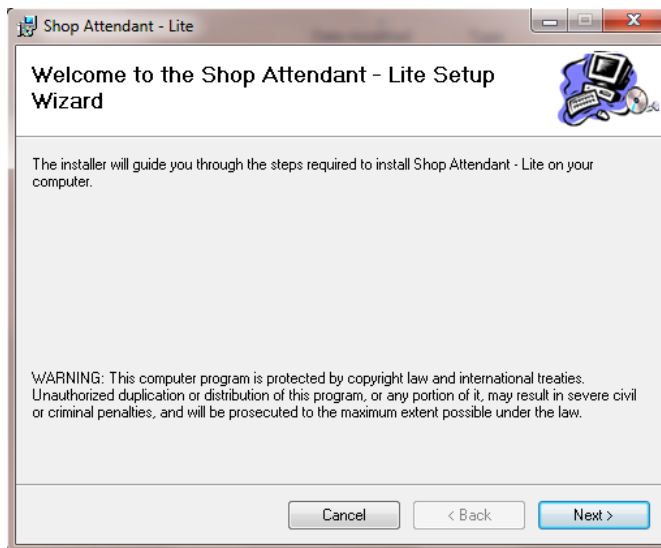 Shop Attendant - Lite
Welcome to the Shop Attendant - Lite Setup
Wizard
The installer will guide you through the steps required to install Shop Attendant - Lite on your
computer.
WARNING: This computer program is protected by copyright law and international treaties.
Unauthorized duplication or distribution of this program, or any portion of it, may result in severe civil
or criminal penalties, and will be prosecuted to the maximum extent possible under the law.
Cancel
< Back
Next >